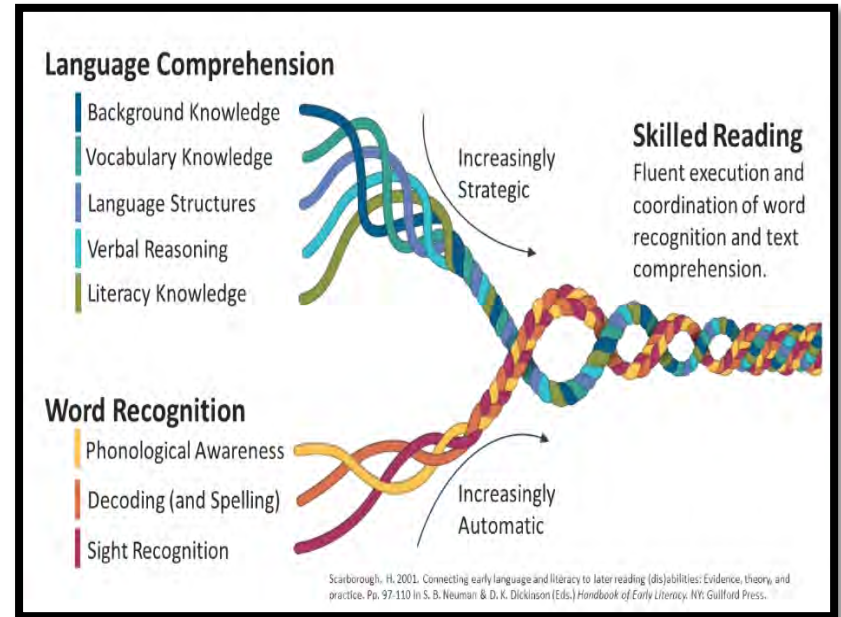 Language Comprehension
Background Knowledge
Vocabulary Knowledge
Language Structures
Verbal Reasoning
Literacy Knowledge
Increasingly
Strategic
Skilled Reading
Fluent execution and
coordination of word
recognition and text
comprehension.
Word Recognition
Phonological Awareness
Decoding (and Spelling)
Sight Recognition
Increasingly
Automatic
Scarborough, H. 2001. Connecting early language and literacy to later reading (dis)abilities: Evidence, theory, and
practice. Pp. 97-110 in S. B. Neuman & D. K. Dickinson (Eds.) Handbook of Early Literacy. NY: Guilford Press.